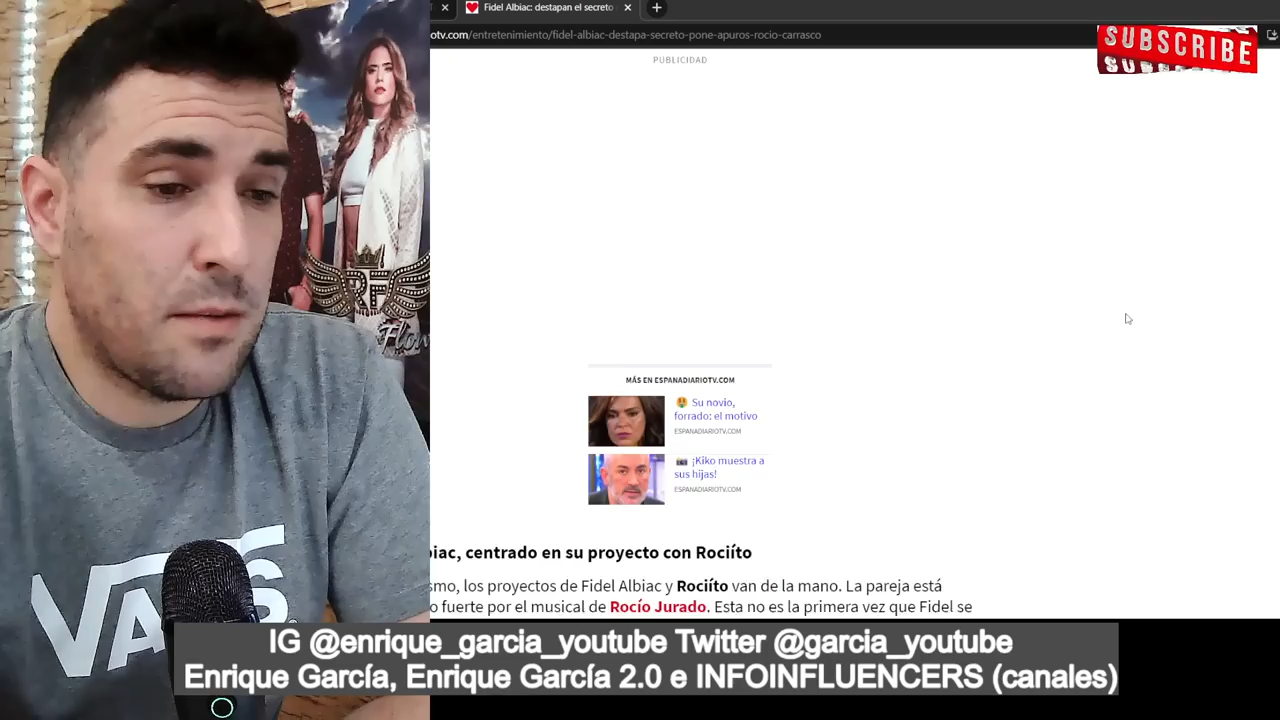 Fidel Albiac: destapan el secreto
otv.com/entretenimiento/fidel-albiac-destapa-secreto-pone-apuros-rocio-carrasco
SUBSCRIBE
PUBLICIDAD
RF
Flow
MÁS EN ESPANADIARIOTV.COM
🤑 Su novio,
forrado: el motivo
ESPANADIARIOTV.COM
📸 ¡Kiko muestra a
sus hijas!
ESPANADIARIOTV.COM
biac, centrado en su proyecto con Rociíto
smo, los proyectos de Fidel Albiac y Rociíto van de la mano. La pareja está
o fuerte por el musical de Rocío Jurado. Esta no es la primera vez que Fidel se
VANS
IG @enrique_garcia_youtube Twitter @garcia_youtube
Enrique García, Enrique García 2.0 e INFOINFLUENCERS (canales)